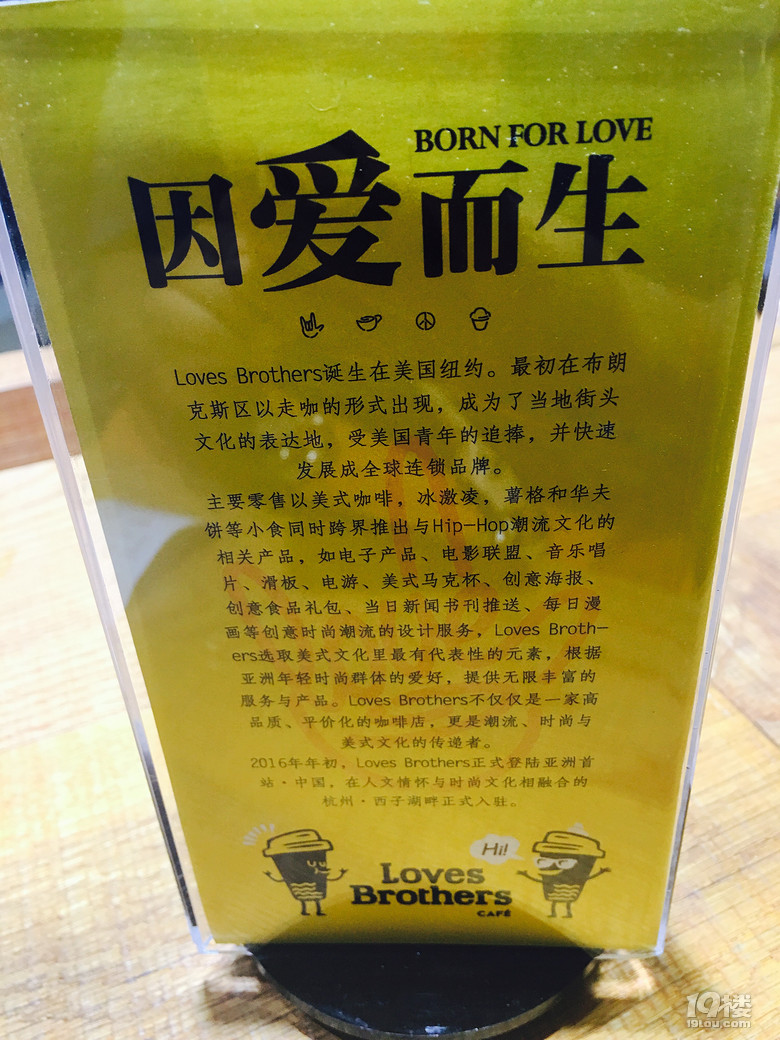 BORN FOR LOVE
因爱而生
Loves Brothers诞生在美国纽约。最初在布朗
克斯区以走咖的形式出现，成为了当地街头
文化的表达地，受美国青年的追捧，并快速
发展成全球连锁品牌。
主要零售以美式咖啡，冰激凌，薯格和华夫
饼等小食同时跨界推出与Hip-Hop潮流文化的
相关产品，如电子产品、电影联盟、音乐唱
片、滑板、电游、美式马克杯、创意海报、
创意食品礼包、当日新闻书刊推送、每日漫
画等创意时尚潮流的设计服务，Loves Broth-
ers选取美式文化里最有代表性的元素，根据
亚洲年轻时尚群体的爱好，提供无限丰富的
服务与产品。Loves Brothers不仅仅是一家高
品质、平价化的咖啡店，更是潮流、时尚与
美式文化的传递者。
2016年年初，Loves Brothers正式登陆亚洲首
站·中国，在人文情怀与时尚文化相融合的
杭州·西子湖畔正式入驻。
Hi!
Loves
Brothers
CAFÉ
19楼
19lou.com